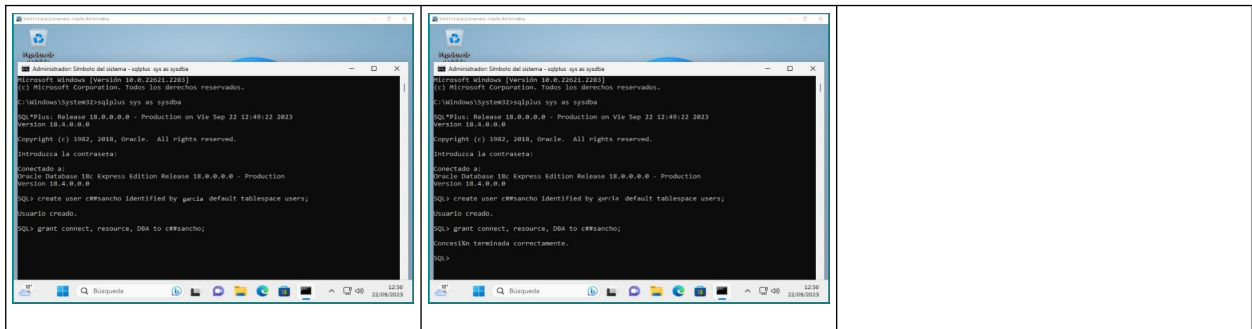 Administrador: Símbolo del sistema - sqlplus sys as sysdba
Microsoft Windows [Versión 10.0.22621.2283]
(c) Microsoft Corporation. Todos los derechos reservados.
C:\Windows\System32>sqlplus sys as sysdba
SQL*Plus: Release 18.0.0.0.0 - Production on Vie Sep 22 12:49:22 2023
Version 18.4.0.0.0
Copyright (c) 1982, 2018, Oracle. All rights reserved.
Introduzca la contraseta:
Conectado a:
Oracle Database 18c Express Edition Release 18.0.0.0.0 - Production
Version 18.4.0.0.0
SQL> create user c##sancho identified by garcia default tablespace users;
Usuario creado.
SQL> grant connect, resource, DBA to c##sancho;
18°
Búsqueda
12:50
22/09/2023
Administrador: Símbolo del sistema - sqlplus sys as sysdba
Microsoft Windows [Versión 10.0.22621.2283]
(c) Microsoft Corporation. Todos los derechos reservados.
C:\Windows\System32>sqlplus sys as sysdba
SQL*Plus: Release 18.0.0.0.0 - Production on Vie Sep 22 12:49:22 2023
Version 18.4.0.0.0
Copyright (c) 1982, 2018, Oracle. All rights reserved.
Introduzca la contraseta:
Conectado a:
Oracle Database 18c Express Edition Release 18.0.0.0.0 - Production
Version 18.4.0.0.0
SQL> create user c##sancho identified by garcia default tablespace users;
Usuario creado.
SQL> grant connect, resource, DBA to c##sancho;
Concesi¾n terminada correctamente.
SQL>
18°
Búsqueda
12:50
22/09/2023